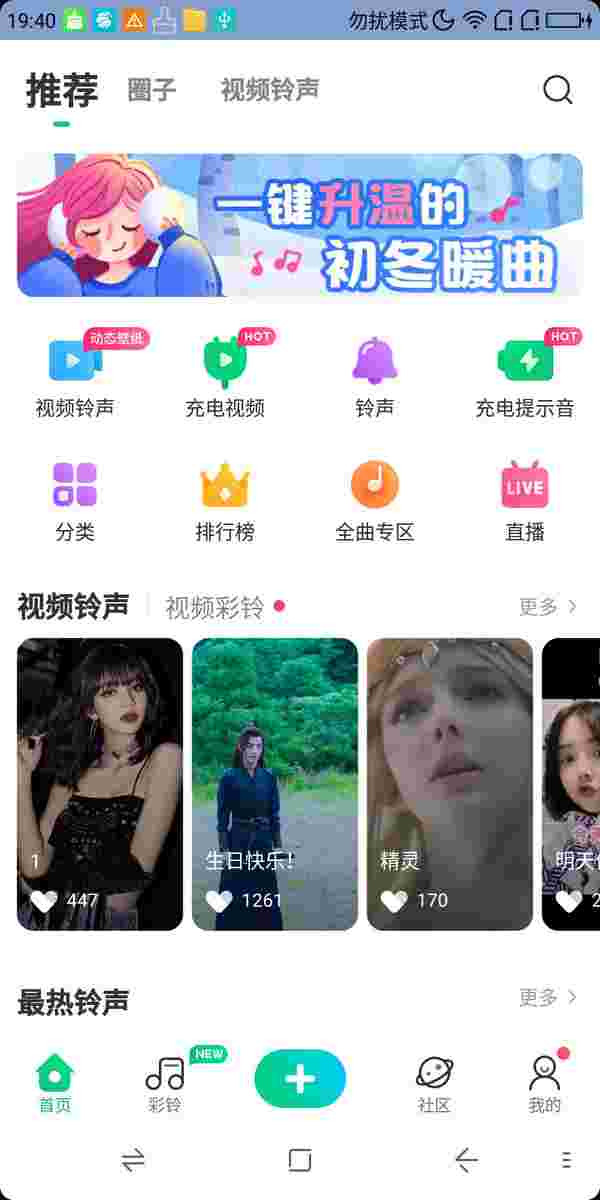 19:40
勿扰模式
推荐 圈子 视频铃声
一键升温的
初冬暖曲
动态壁纸 HOT HOT
视频铃声 充电视频 铃声 充电提示音
LIVE
分类 排行榜 全曲专区 直播
视频铃声 视频彩铃 更多
1 生日快乐! 精灵 明天
447 1261 170 2
最热铃声 更多
NEW
首页 彩铃 社区 我的